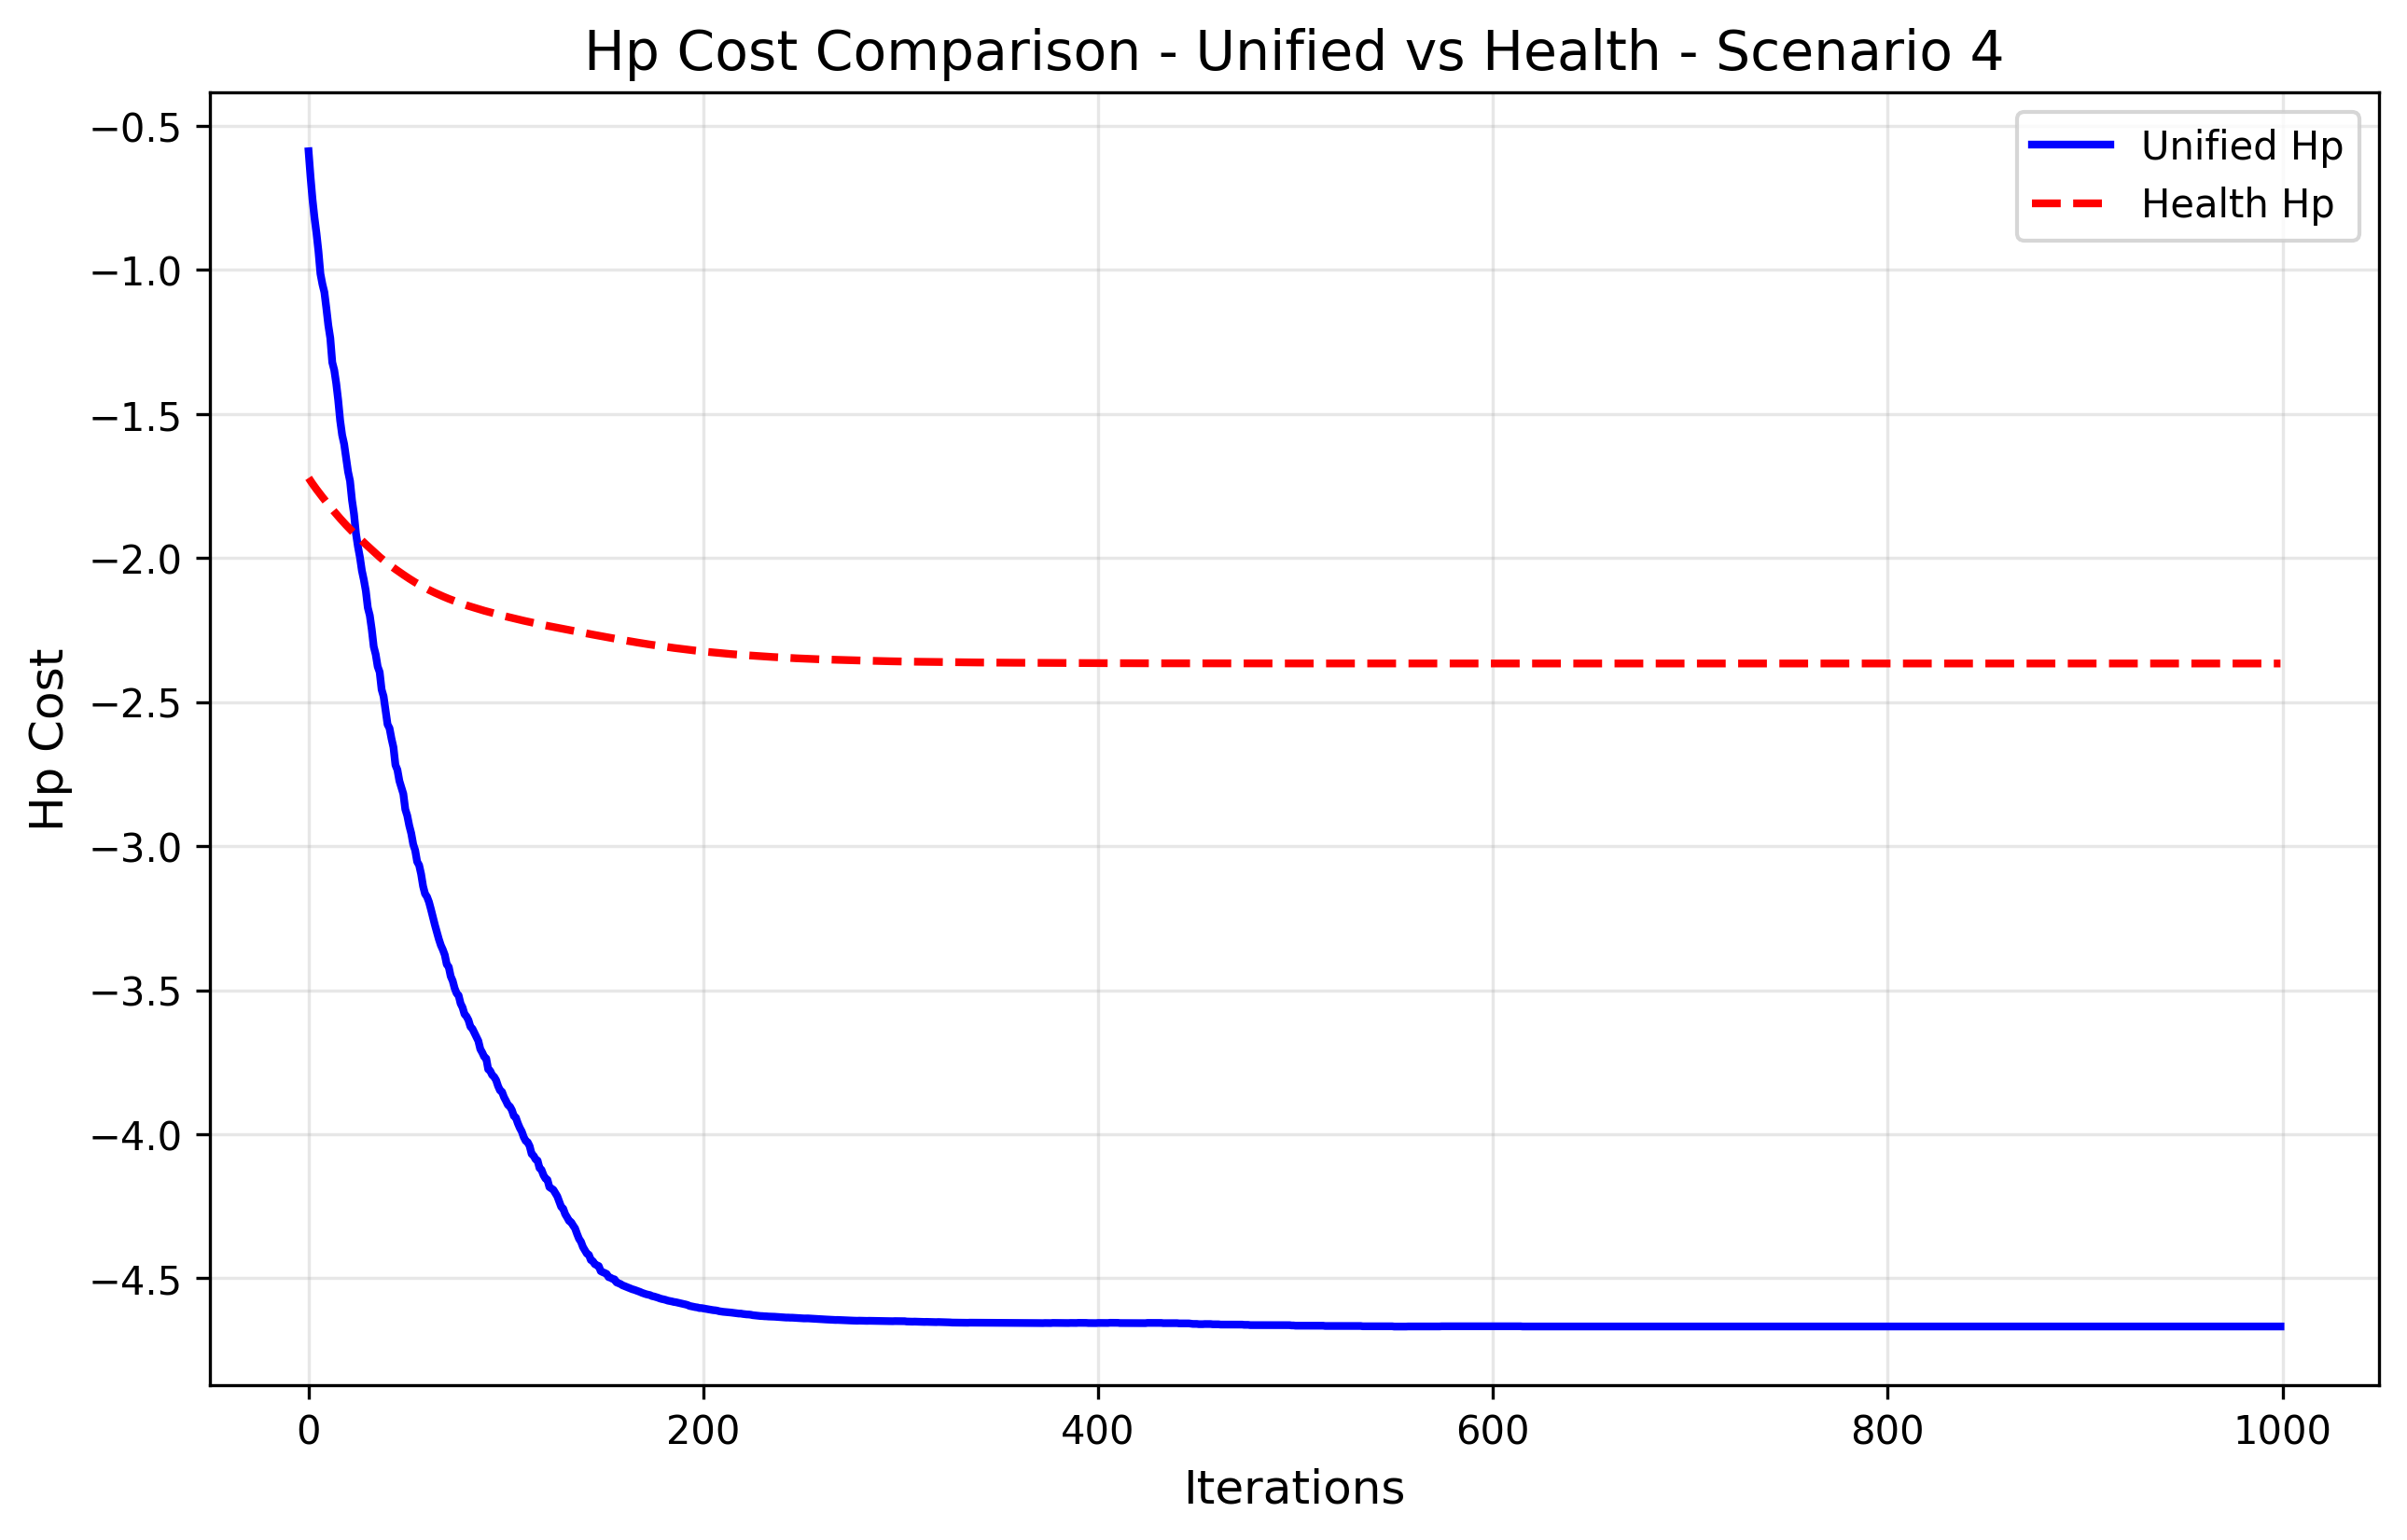 Hp Cost Comparison - Unified vs Health - Scenario 4
Unified Hp
Health Hp
−0.5
−1.0
−1.5
−2.0
−2.5
−3.0
−3.5
−4.0
−4.5
Hp Cost
0 200 400 600 800 1000
Iterations